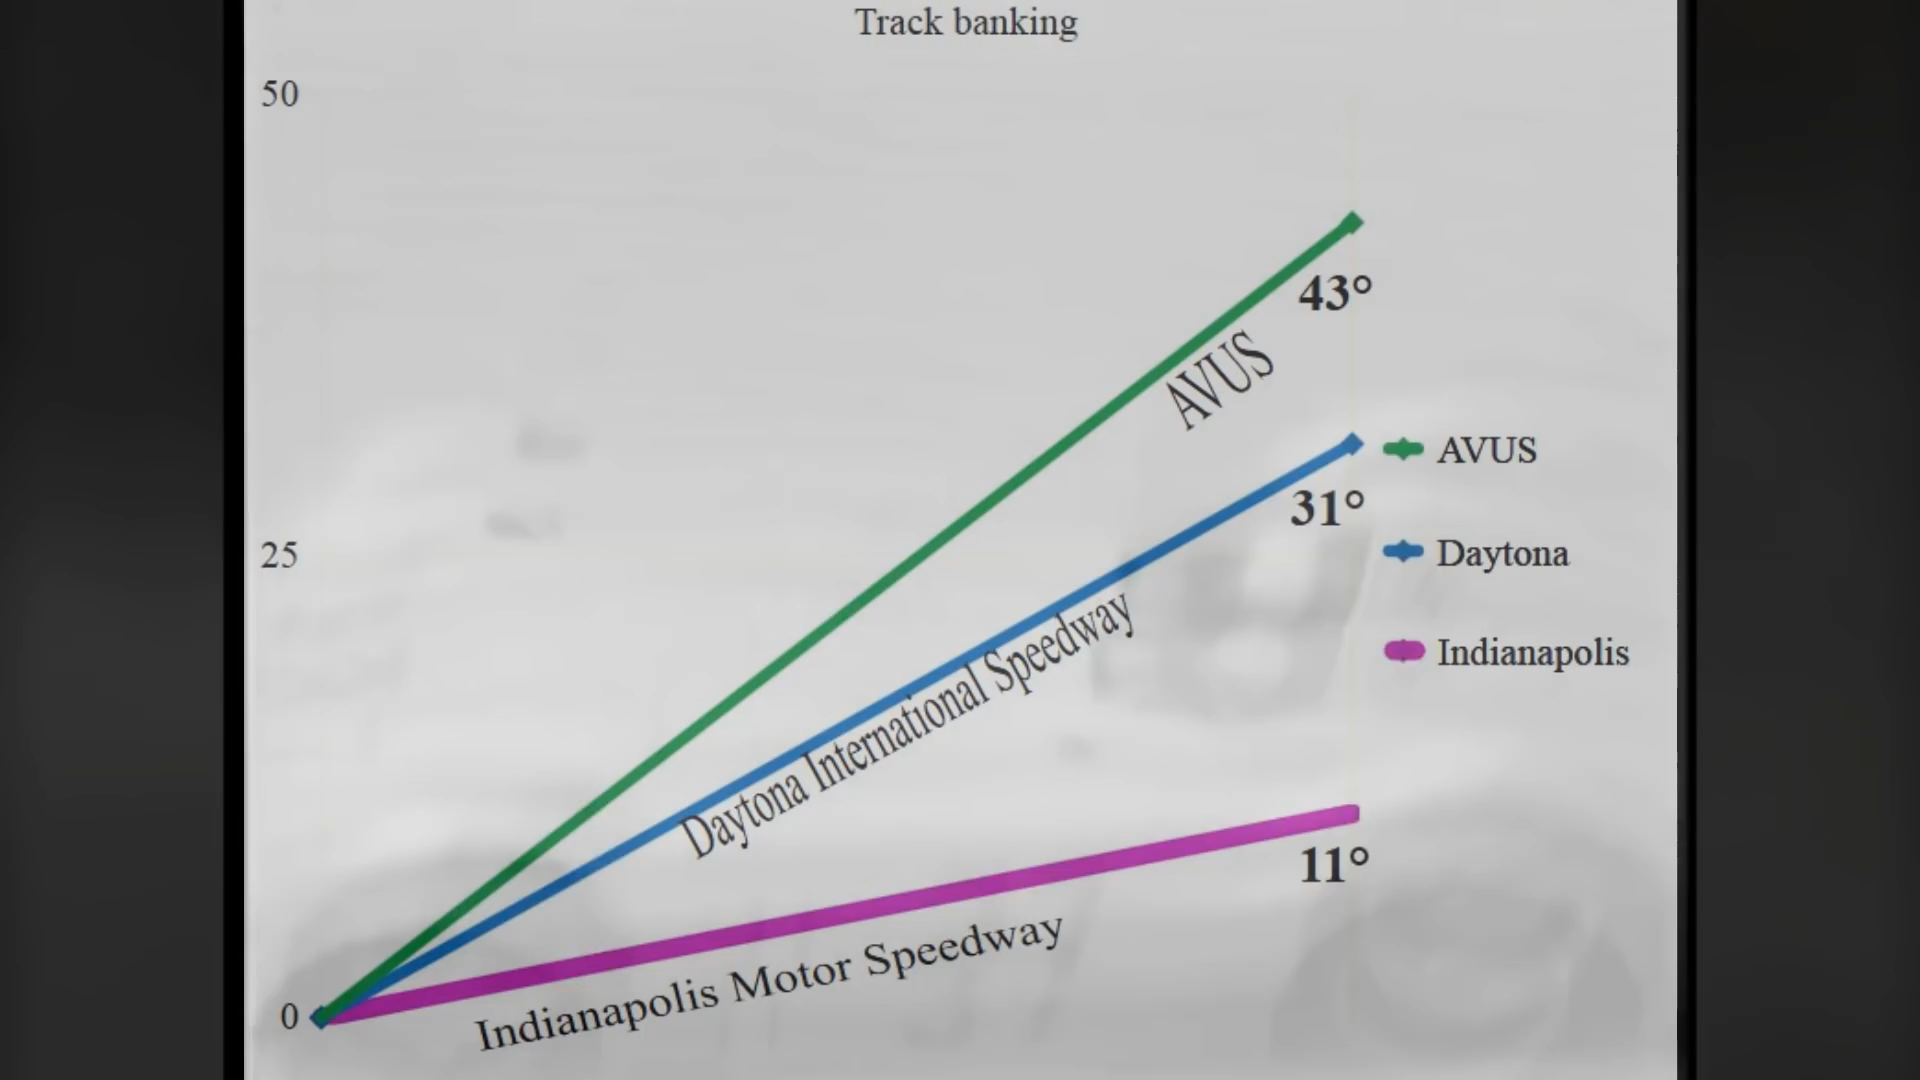 Track banking
50
43°
AVUS
AVUS
31°
25
Daytona
Daytona International Speedway
Indianapolis
11°
Indianapolis Motor Speedway
0